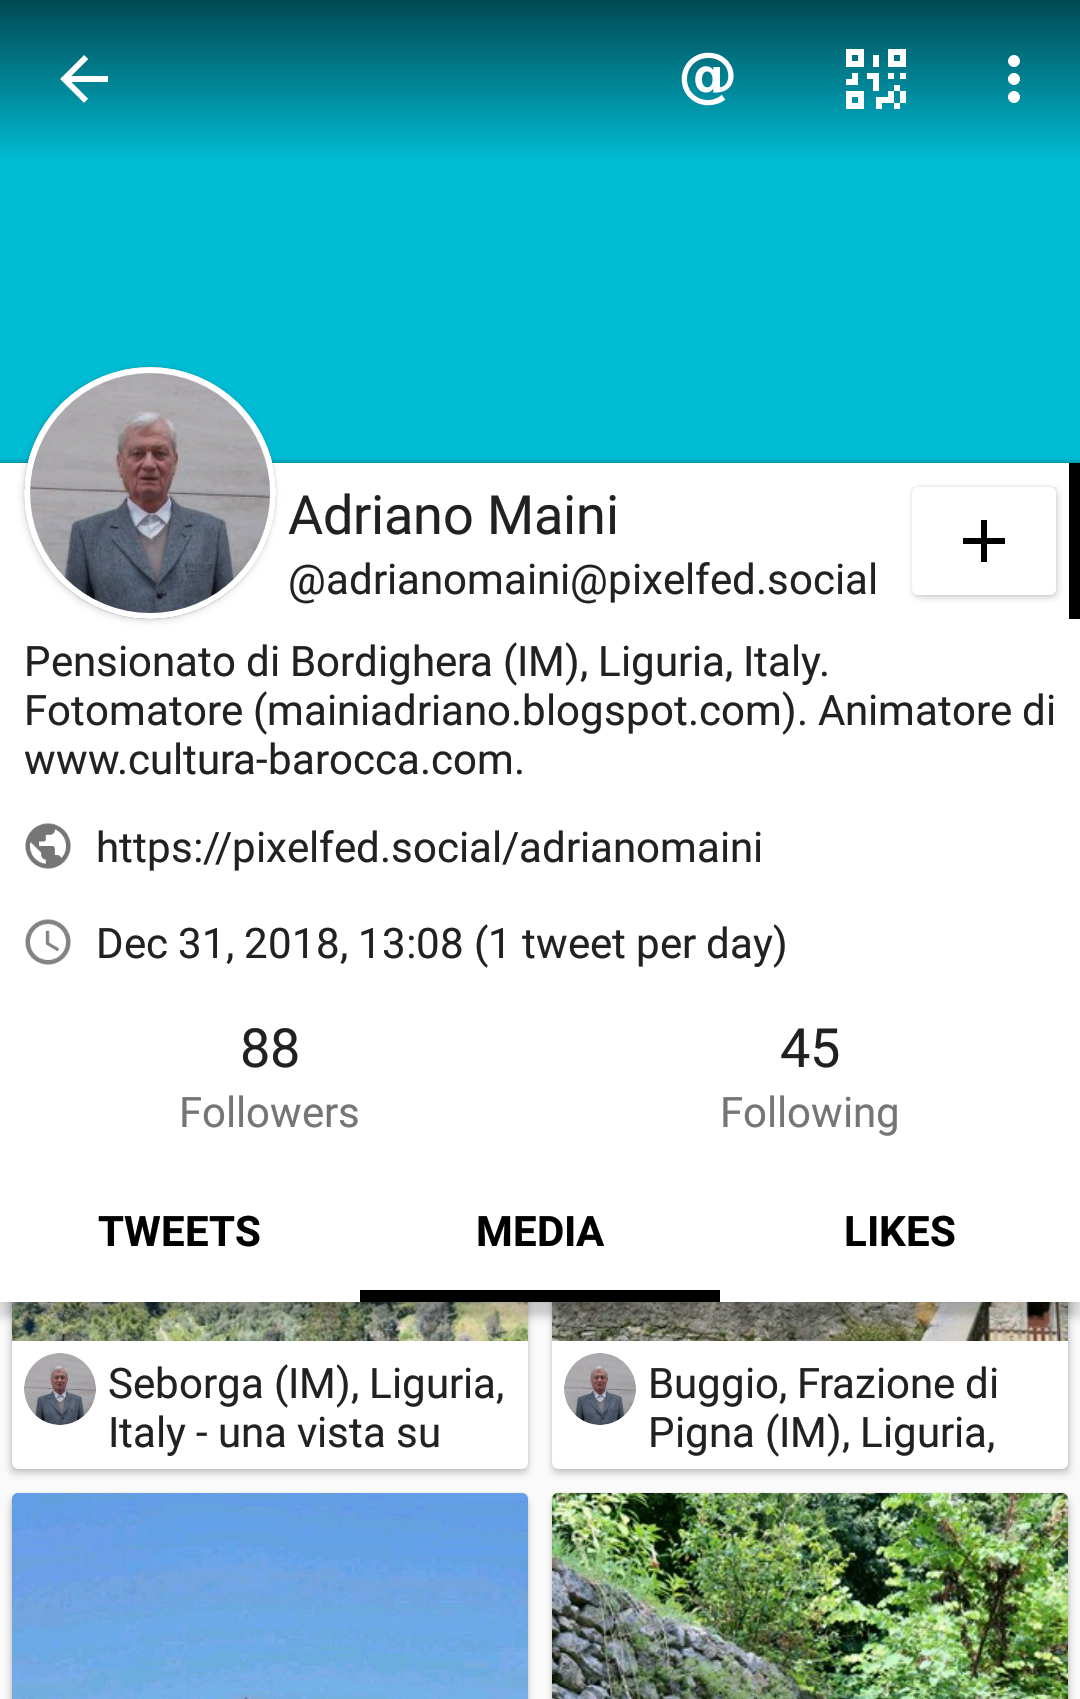 @
Adriano Maini
@adrianomaini@pixelfed.social
Pensionato di Bordighera (IM), Liguria, Italy.
Fotomatore (mainiadriano.blogspot.com). Animatore di
www.cultura-barocca.com.
https://pixelfed.social/adrianomaini
Dec 31, 2018, 13:08 (1 tweet per day)
88
Followers
45
Following
TWEETS
MEDIA
LIKES
Seborga (IM), Liguria,
Italy - una vista su
Buggio, Frazione di
Pigna (IM), Liguria,